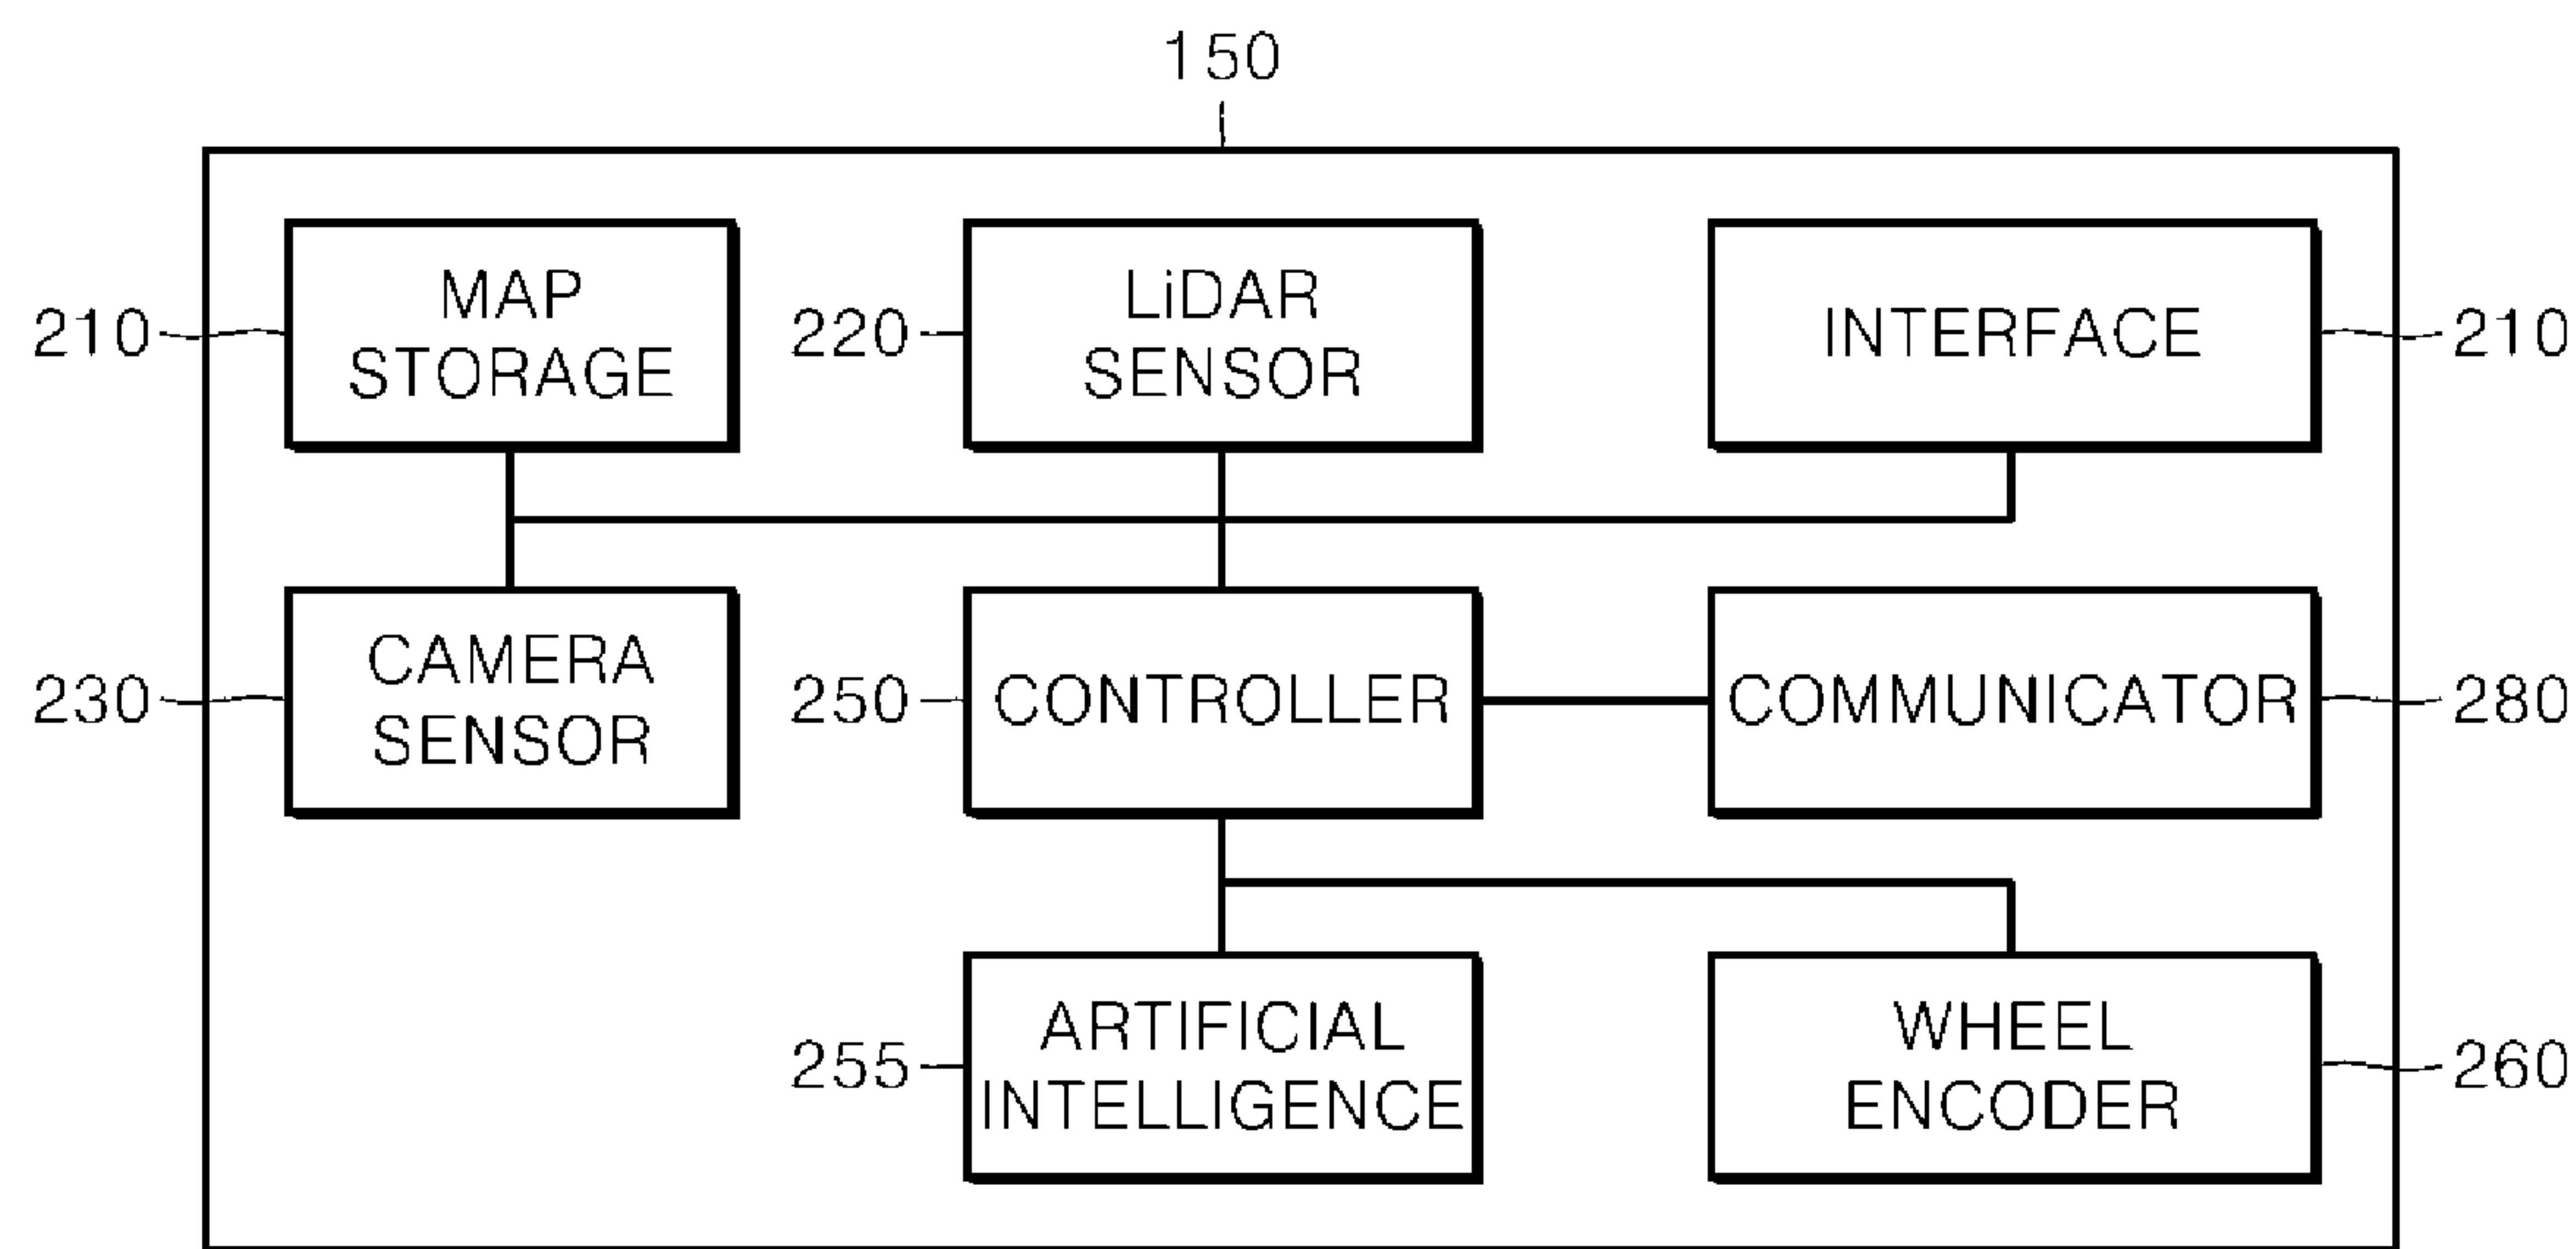 150
MAP
STORAGE
210
LiDAR
SENSOR
220
INTERFACE
210
CAMERA
SENSOR
230
CONTROLLER
250
COMMUNICATOR
280
ARTIFICIAL
INTELLIGENCE
255
WHEEL
ENCODER
260